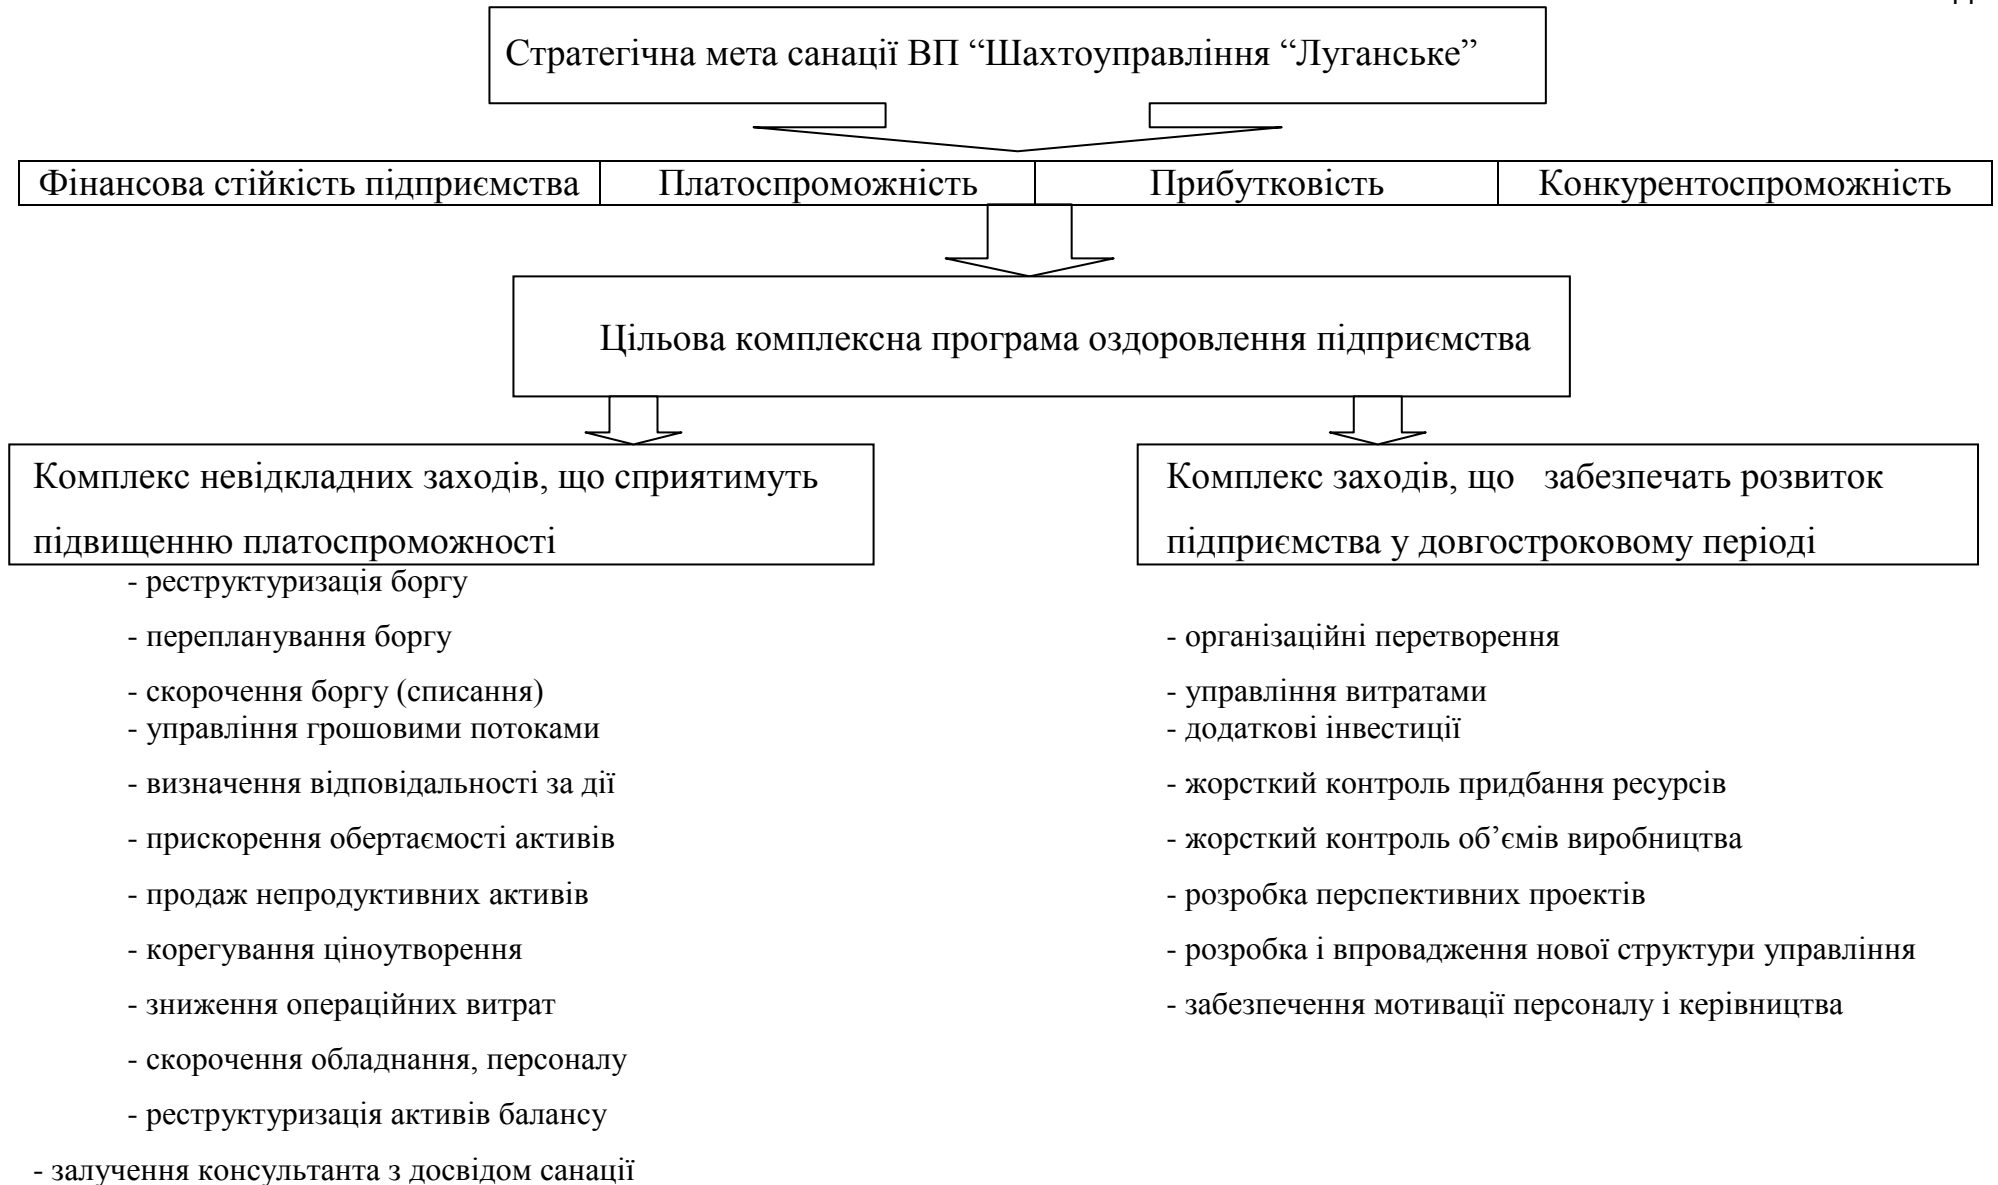 Стратегічна мета санації ВП “Шахтоуправління “Луганське”
Фінансова стійкість підприємства
Платоспроможність
Прибутковість
Конкурентоспроможність
Цільова комплексна програма оздоровлення підприємства
Комплекс невідкладних заходів, що сприятимуть
підвищенню платоспроможності
- реструктуризація боргу
- перепланування боргу
- скорочення боргу (списання)
- управління грошовими потоками
- визначення відповідальності за дії
- прискорення обертаємості активів
- продаж непродуктивних активів
- корегування ціноутворення
- зниження операційних витрат
- скорочення обладнання, персоналу
- реструктуризація активів балансу
- залучення консультанта з досвідом санації
Комплекс заходів, що забезпечать розвиток
підприємства у довгостроковому періоді
- організаційні перетворення
- управління витратами
- додаткові інвестиції
- жорсткий контроль придбання ресурсів
- жорсткий контроль об’ємів виробництва
- розробка перспективних проектів
- розробка і впровадження нової структури управління
- забезпечення мотивації персоналу і керівництва